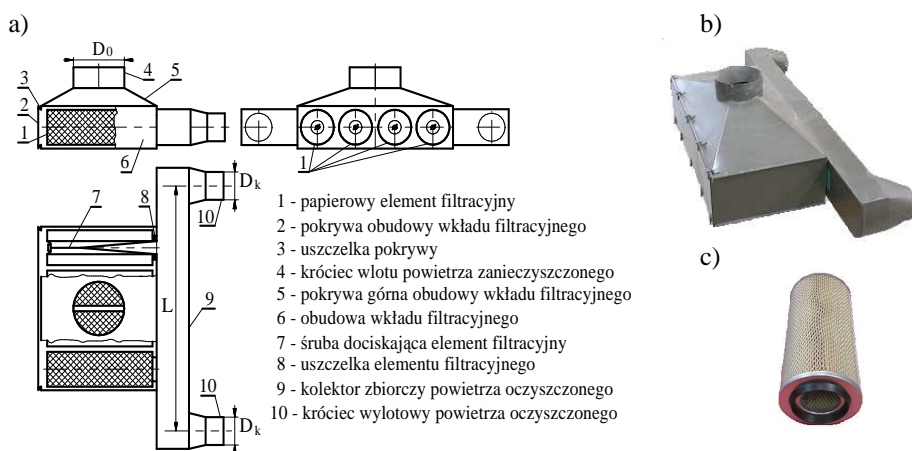 a)
b)
D0
4
5
3
2
1
6
1
7
8
10
Dk
L
9
10
Dk
1 - papierowy element filtracyjny
2 - pokrywa obudowy wkładu filtracyjnego
3 - uszczelka pokrywy
4 - króciec wlotu powietrza zanieczyszczonego
5 - pokrywa górna obudowy wkładu filtracyjnego
6 - obudowa wkładu filtracyjnego
7 - śruba dociskająca element filtracyjny
8 - uszczelka elementu filtracyjnego
9 - kolektor zbiorczy powietrza oczyszczonego
10 - króciec wylotowy powietrza oczyszczonego
c)